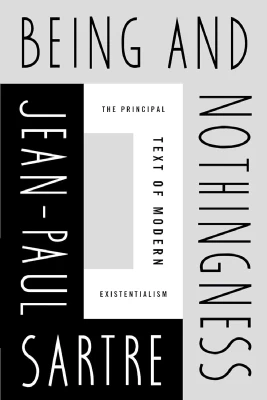 BEING AND
NOTHINGNESS
JEAN-PAUL
SARTRE
THE PRINCIPAL
TEXT OF MODERN
EXISTENTIALISM